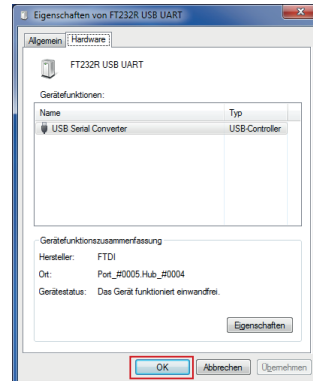 Eigenschaften von FT232R USB UART
Allgemein Hardware
FT232R USB UART
Gerätefunktionen:
Name Typ
USB Serial Converter USB-Controller
Gerätefunktionszusammenfassung
Hersteller: FTDI
Ort: Port_#0005.Hub_#0004
Gerätestatus: Das Gerät funktioniert einwandfrei.
Eigenschaften
OK Abbrechen Übernehmen